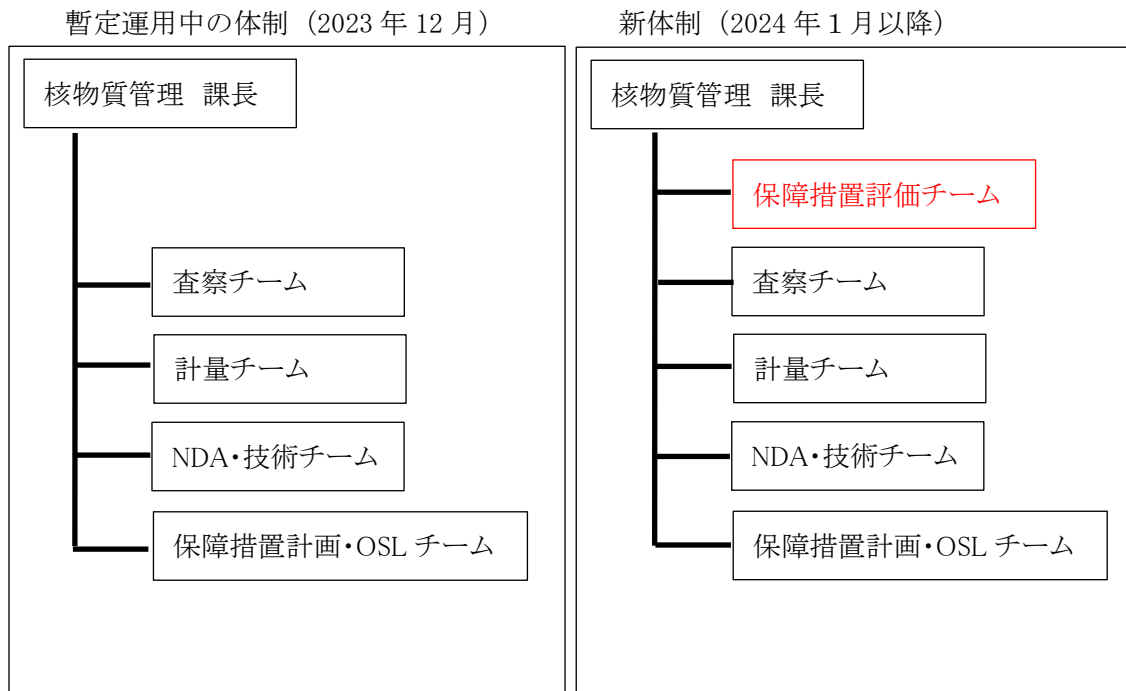 暫定運用中の体制（2023 年 12 月）
核物質管理　課長
査察チーム
計量チーム
NDA・技術チーム
保障措置計画・OSL チーム
新体制（2024 年１月以降）
核物質管理　課長
保障措置評価チーム
査察チーム
計量チーム
NDA・技術チーム
保障措置計画・OSL チーム